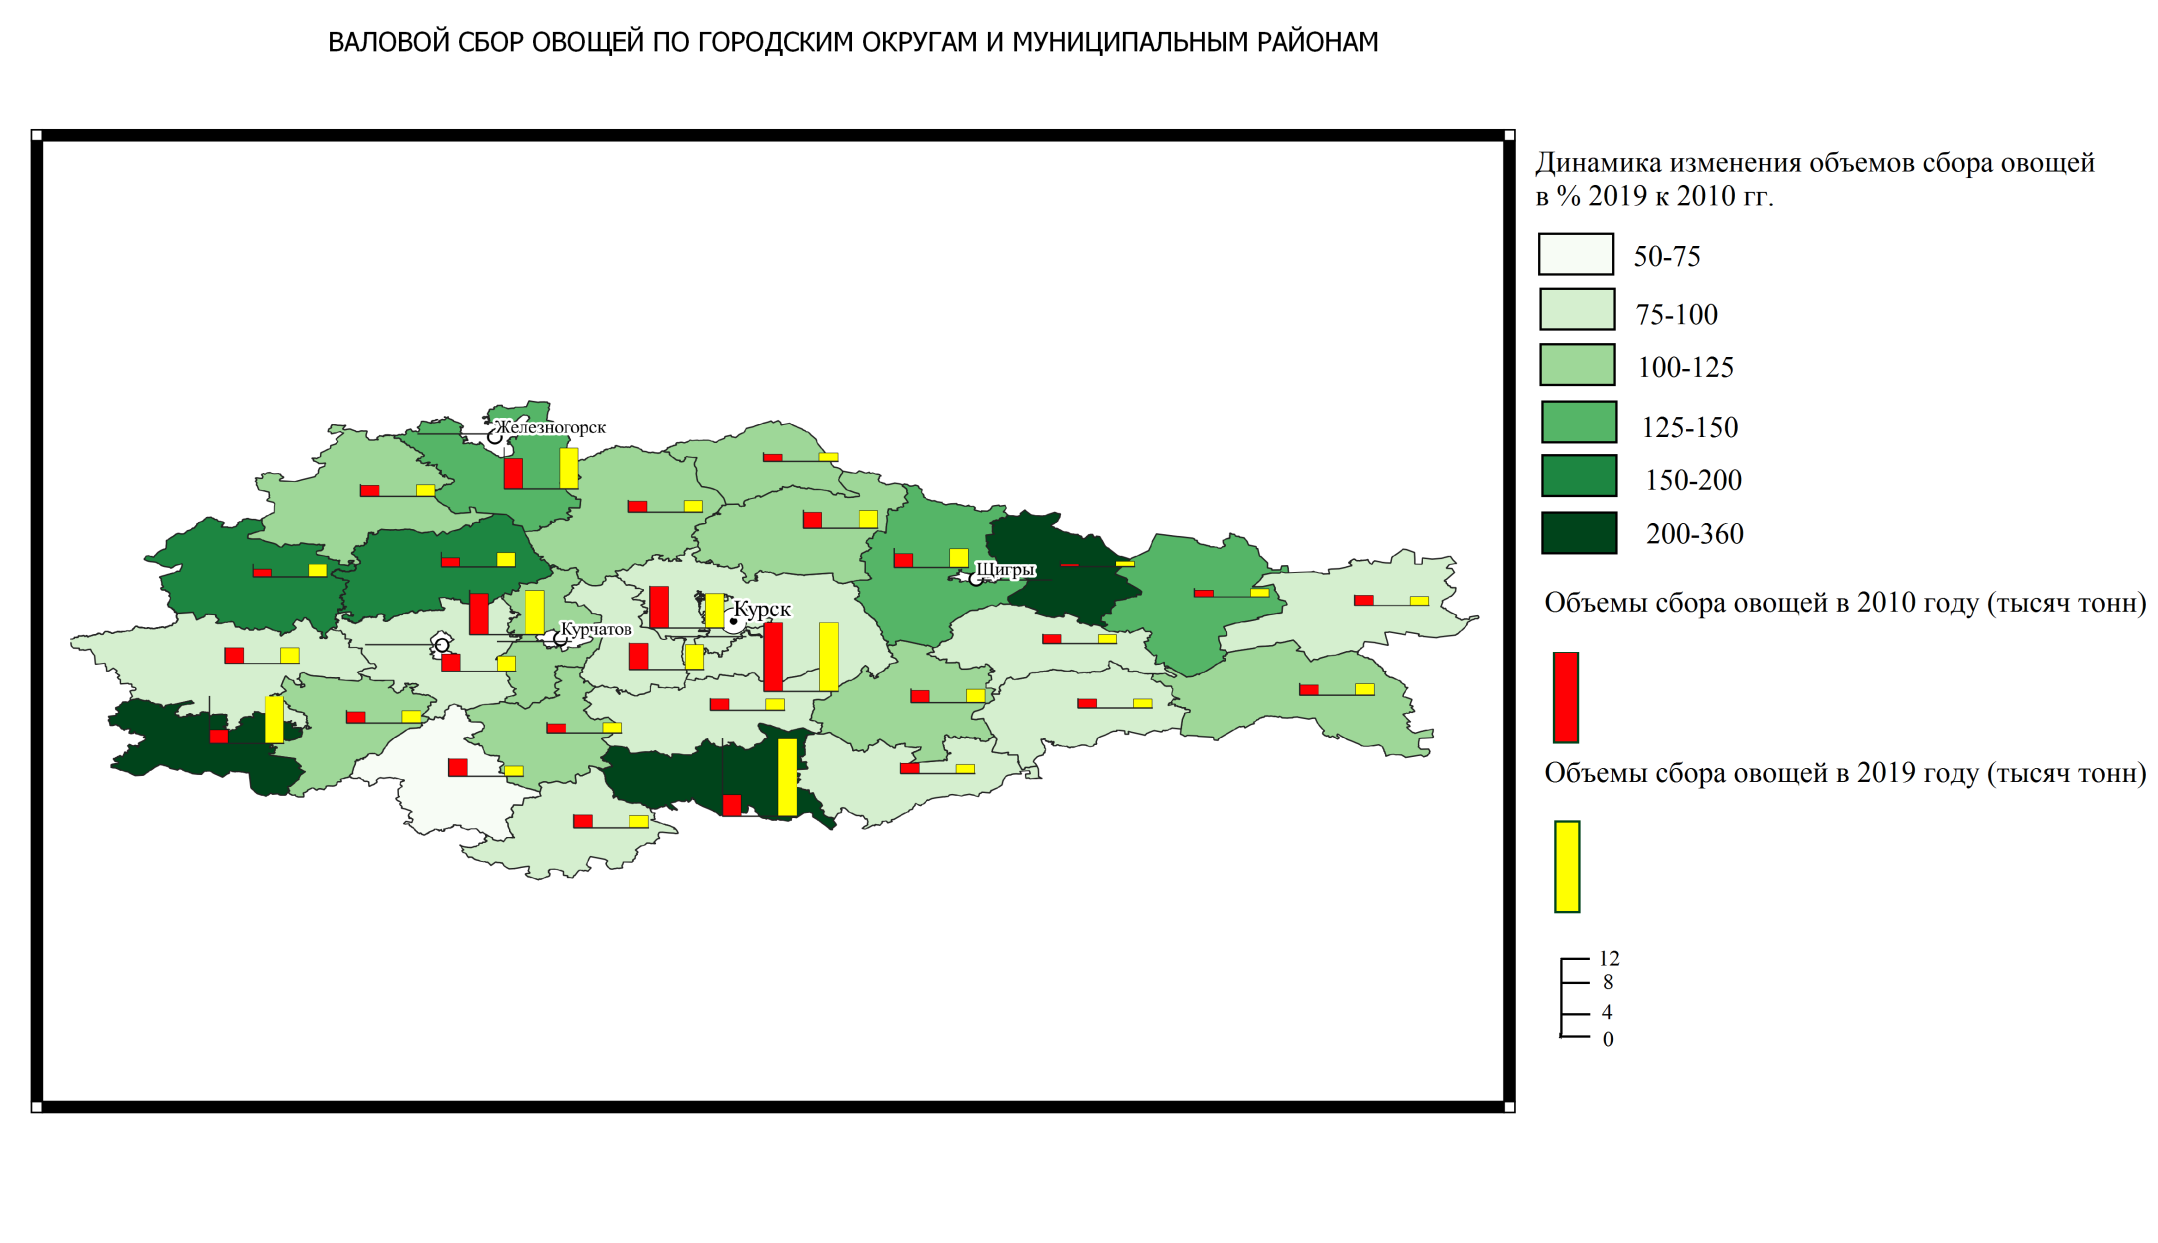 ВАЛОВОЙ СБОР ОВОЩЕЙ ПО ГОРОДСКИМ ОКРУГАМ И МУНИЦИПАЛЬНЫМ РАЙОНАМ
Динамика изменения объемов сбора овощей
в % 2019 к 2010 гг.
50-75
75-100
100-125
125-150
150-200
200-360
Объемы сбора овощей в 2010 году (тысяч тонн)
Объемы сбора овощей в 2019 году (тысяч тонн)
12
8
4
0
Железногорск
Щигры
Курск
Курчатов